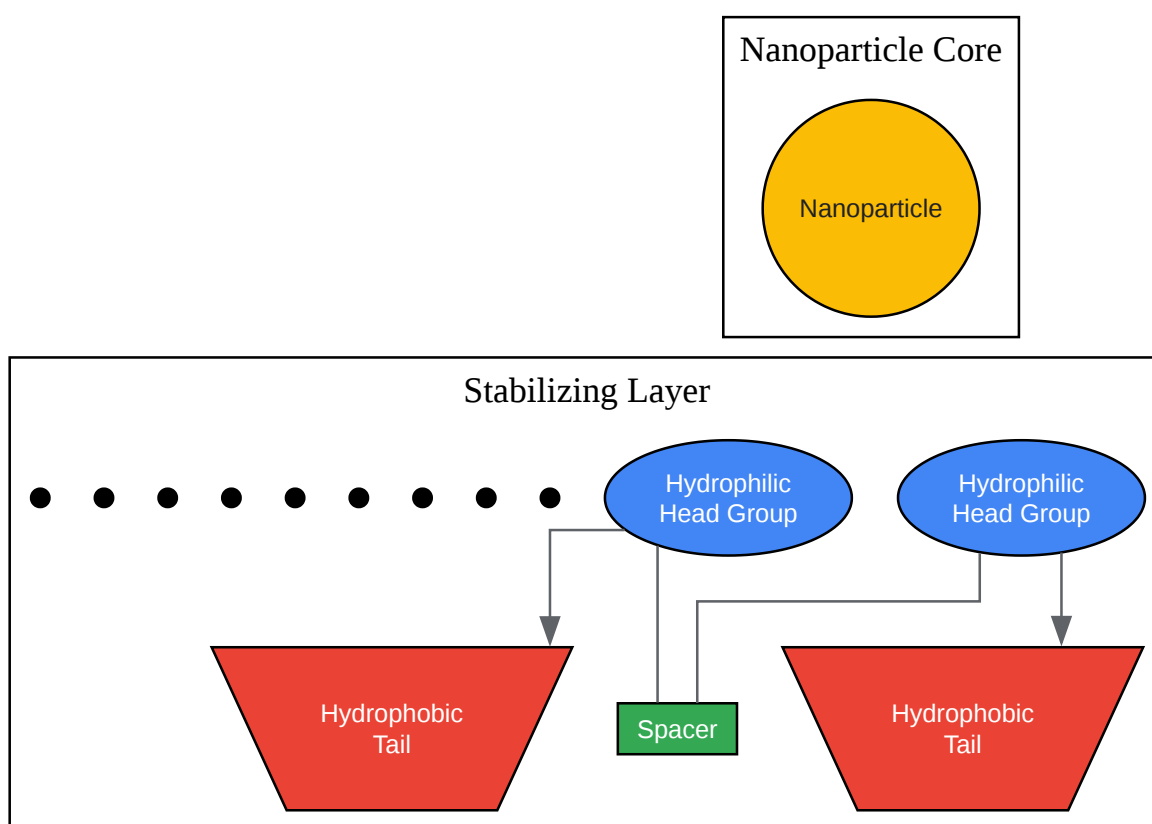 Nanoparticle Core
Nanoparticle
Stabilizing Layer
Hydrophilic
Head Group
Hydrophilic
Head Group
Hydrophobic
Tail
Spacer
Hydrophobic
Tail